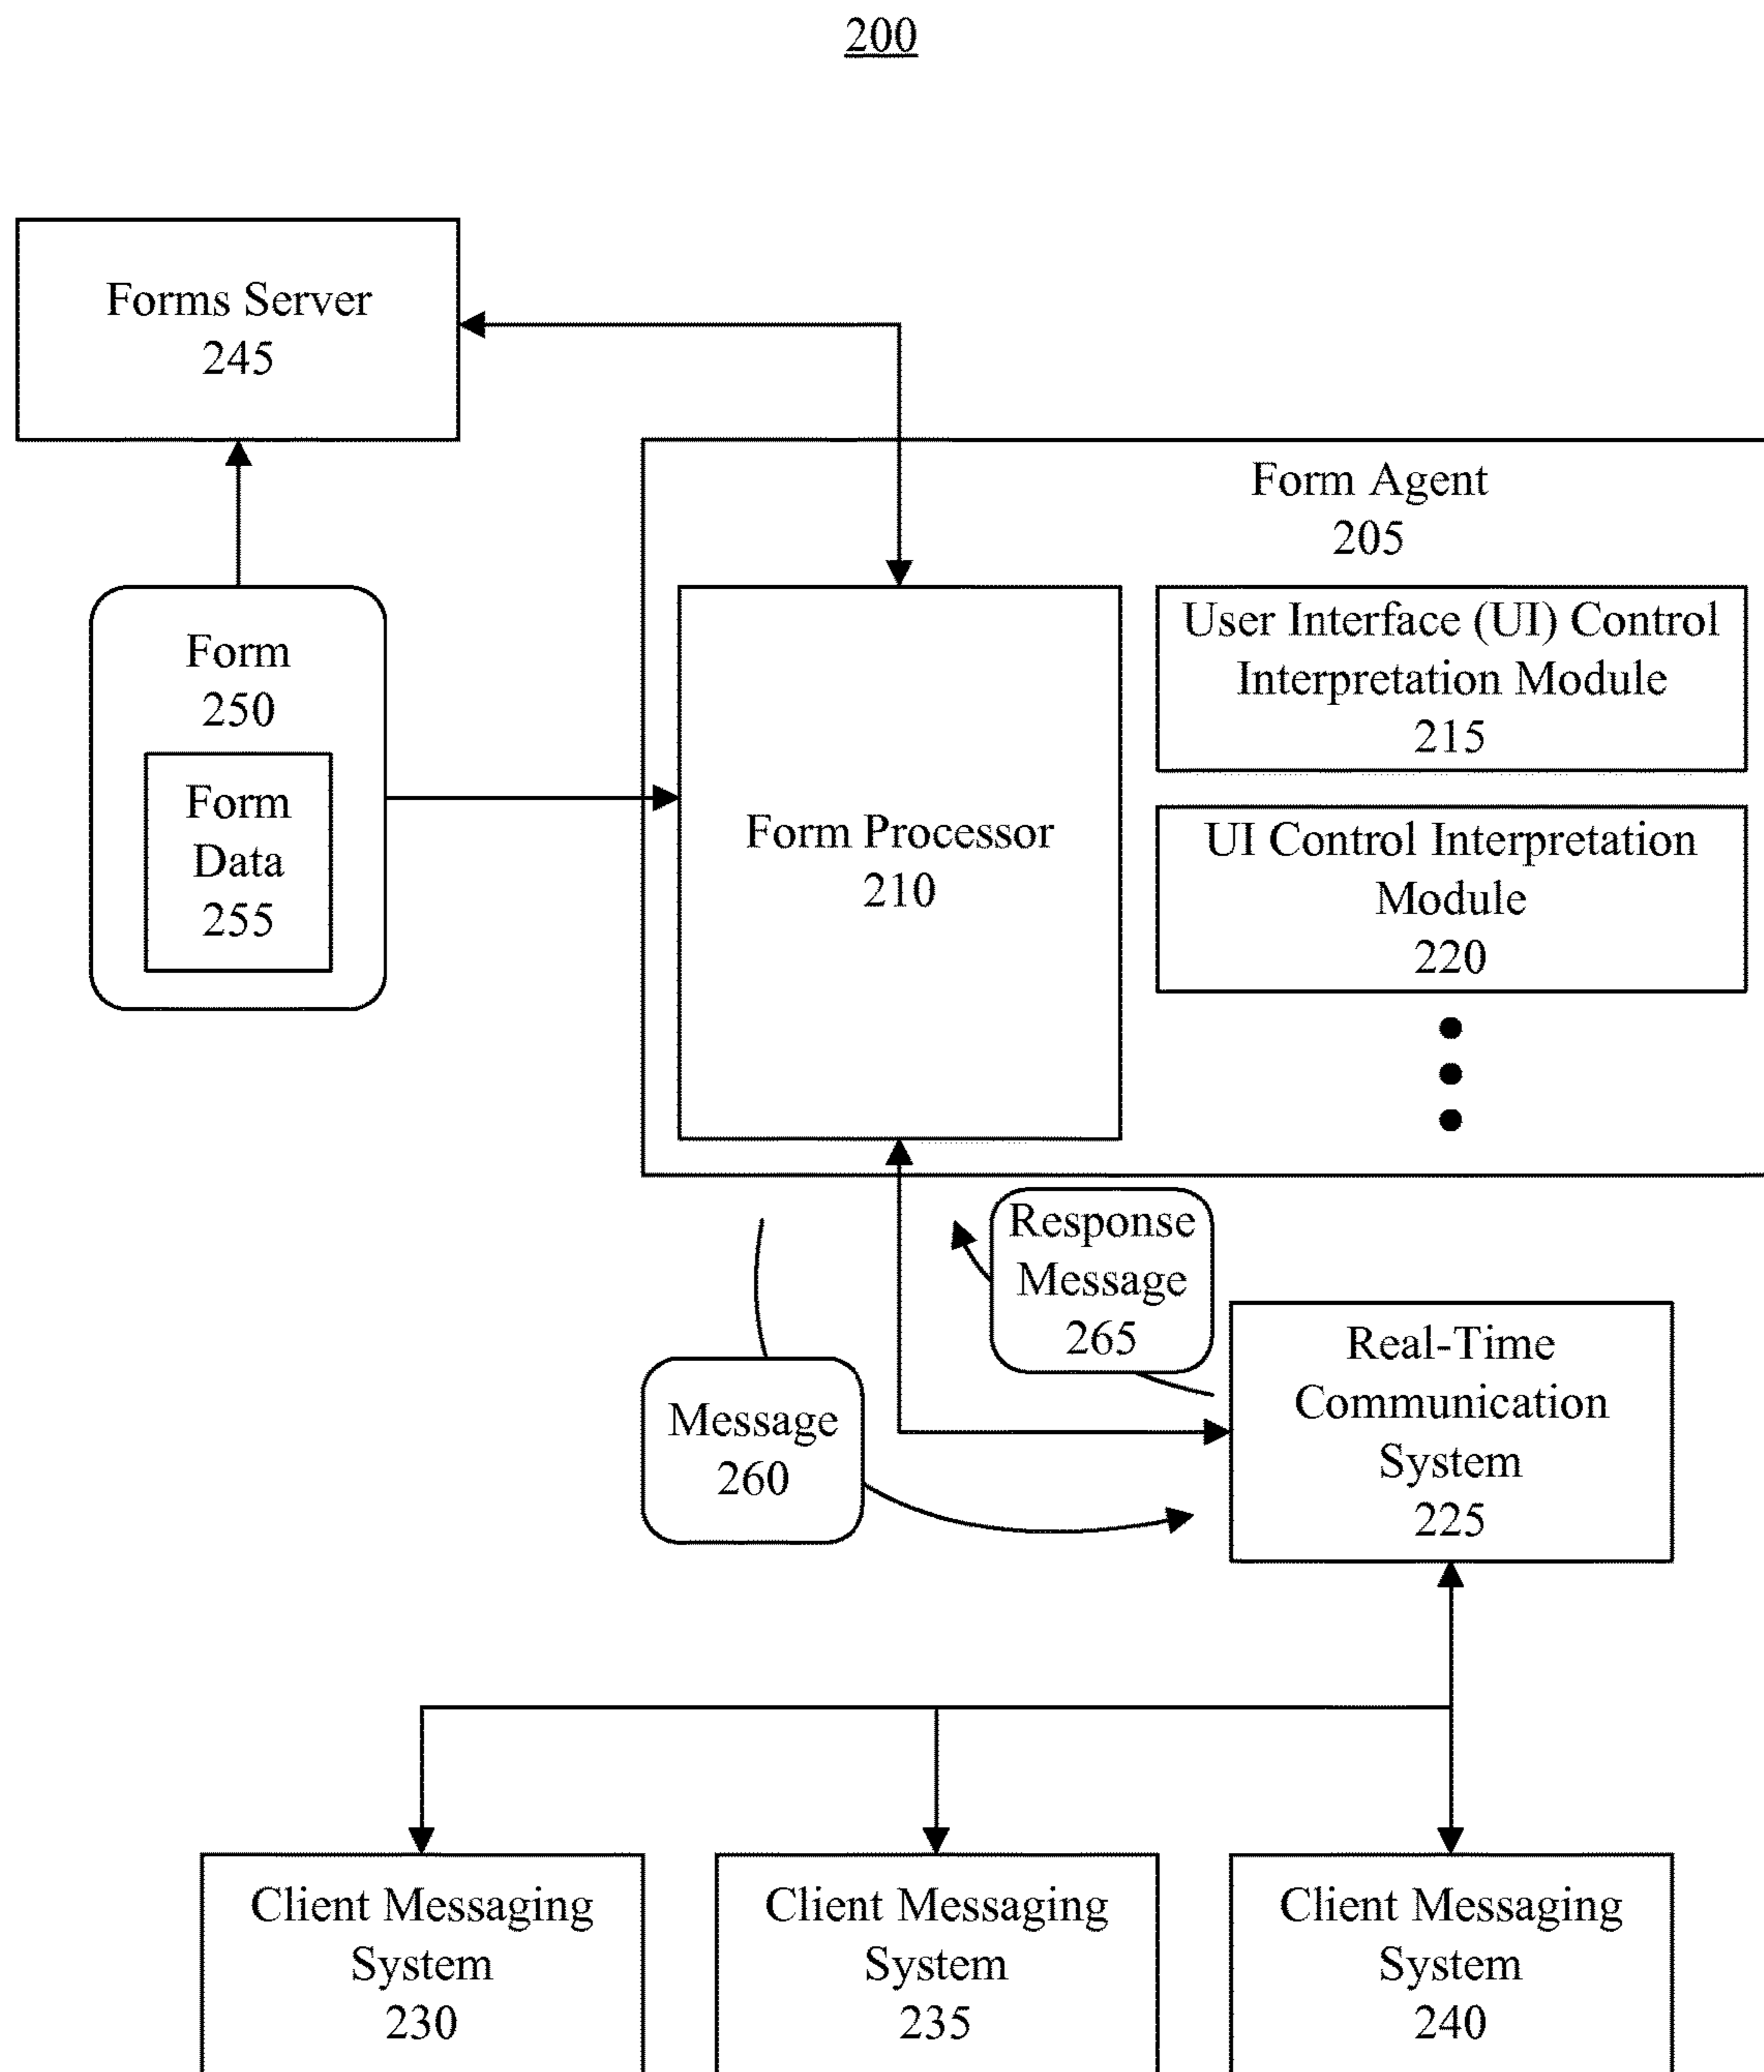 200
Forms Server
245
Form Agent
205
Form
250
Form
Data
255
Form Processor
210
User Interface (UI) Control
Interpretation Module
215
UI Control Interpretation
Module
220
Response
Message
265
Message
260
Real-Time
Communication
System
225
Client Messaging
System
230
Client Messaging
System
235
Client Messaging
System
240